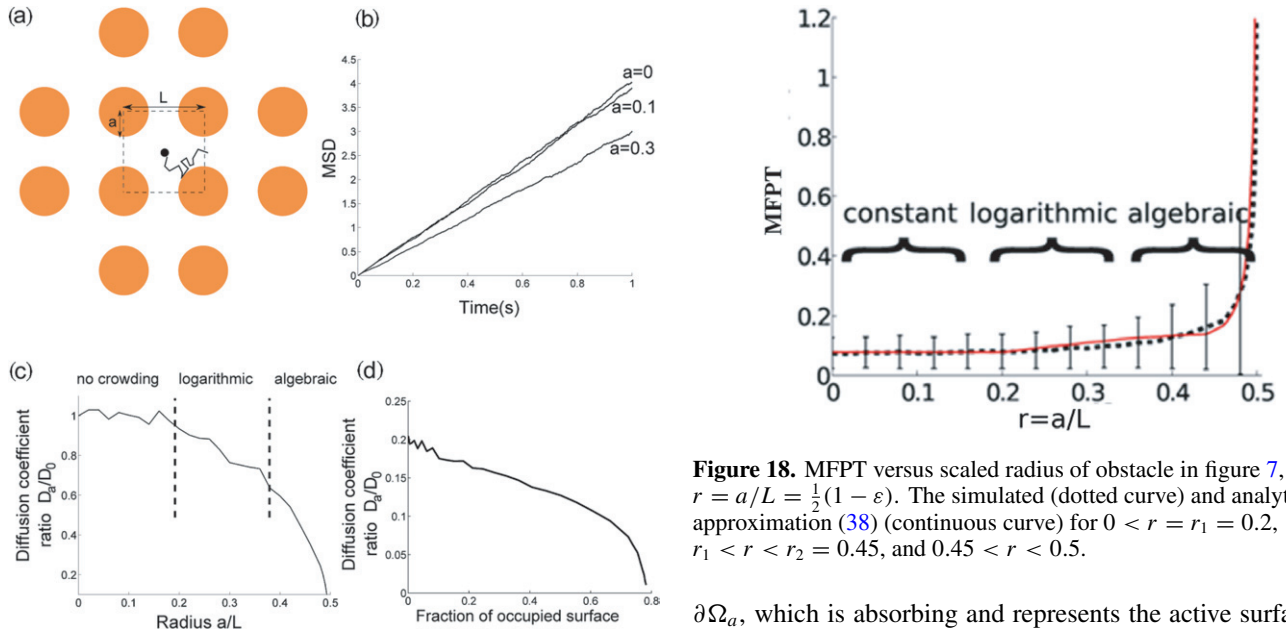 (a)
L
a
(b)
4.5
4
3.5
3
2.5
2
1.5
1
0.5
0
MSD
a=0
a=0.1
a=0.3
0
0.2
0.4
0.6
0.8
1
Time(s)
(c)
no crowding
logarithmic
algebraic
Diffusion coefficient
ratio Da/D0
1
0.8
0.6
0.4
0.2
0
0.1
0.2
0.3
0.4
0.5
Radius a/L
(d)
Diffusion coefficient
ratio Da/D0
0.25
0.2
0.15
0.1
0.05
0
0
0.2
0.4
0.6
0.8
Fraction of occupied surface
1.2
1
0.8
0.6
0.4
0.2
0
MFPT
constant
logarithmic
algebraic
0
0.1
0.2
0.3
0.4
0.5
r=a/L
Figure 18. MFPT versus scaled radius of obstacle in figure 7,
r = a/L = 1/2(1 − ε). The simulated (dotted curve) and analyt
approximation (38) (continuous curve) for 0 < r = r1 = 0.2,
r1 < r < r2 = 0.45, and 0.45 < r < 0.5.
∂Ωa, which is absorbing and represents the active surfa